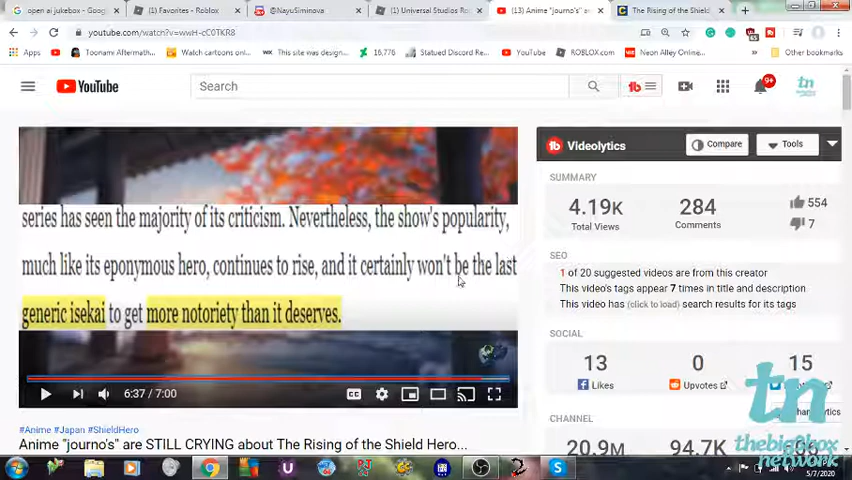 open ai jukebox - Goog
(1) Favorites - Roblox
@NayuSiminova
(1) Universal Studios Ro
(13) Anime "journo's" a
The Rising of the Shield
youtube.com/watch?v=wwH-cC0TKR8
Apps
Toonami Aftermath
Watch cartoons onl
This was design
16,776
Statued Discord Re
ROBLOX.com
Neon Alley Online
Other bookmarks
YouTube
Search
9+
tn
series has seen the majority of its criticism. Nevertheless, the show's popularity,
much like its eponymous hero, continues to rise, and it certainly won't be the last
generic isekai to get more notoriety than it deserves.
6:37 / 7:00
#Anime #Japan #ShieldHero
Anime "journo's" are STILL CRYING about The Rising of the Shield Hero...
Videolytics
Compare
Tools
SUMMARY
4.19K
Total Views
284
Comments
554
7
SEO
1 of 20 suggested videos are from this creator
This video's tags appear 7 times in title and description
This video has (click to load) search results for its tags
SOCIAL
13
Likes
0
Upvotes
15
CHANNEL
20.9M
94.7K
tn
thebig3box
network
5/7/2020